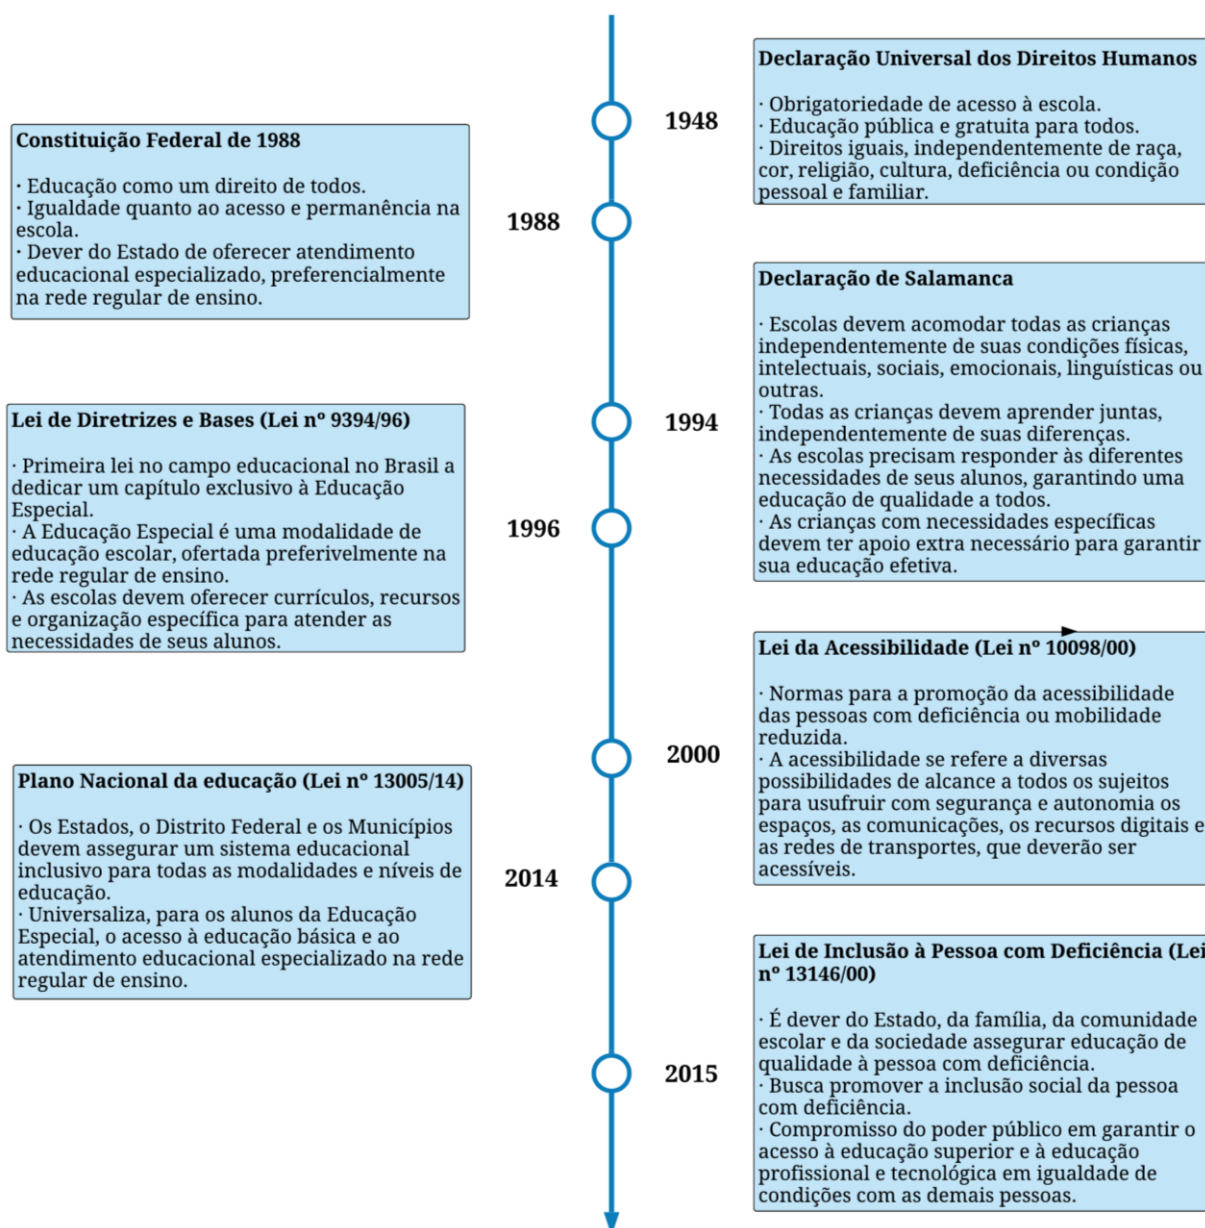 1948
Declaração Universal dos Direitos Humanos
· Obrigatoriedade de acesso à escola.
· Educação pública e gratuita para todos.
· Direitos iguais, independentemente de raça,
cor, religião, cultura, deficiência ou condição
pessoal e familiar.
Constituição Federal de 1988
· Educação como um direito de todos.
· Igualdade quanto ao acesso e permanência na
escola.
· Dever do Estado de oferecer atendimento
educacional especializado, preferencialmente
na rede regular de ensino.
1988
1994
Declaração de Salamanca
· Escolas devem acomodar todas as crianças
independentemente de suas condições físicas,
intelectuais, sociais, emocionais, linguísticas ou
outras.
· Todas as crianças devem aprender juntas,
independentemente de suas diferenças.
· As escolas precisam responder às diferentes
necessidades de seus alunos, garantindo uma
educação de qualidade a todos.
· As crianças com necessidades específicas
devem ter apoio extra necessário para garantir
sua educação efetiva.
Lei de Diretrizes e Bases (Lei nº 9394/96)
· Primeira lei no campo educacional no Brasil a
dedicar um capítulo exclusivo à Educação
Especial.
· A Educação Especial é uma modalidade de
educação escolar, ofertada preferivelmente na
rede regular de ensino.
· As escolas devem oferecer currículos, recursos
e organização específica para atender as
necessidades de seus alunos.
1996
2000
Lei da Acessibilidade (Lei nº 10098/00)
· Normas para a promoção da acessibilidade
das pessoas com deficiência ou mobilidade
reduzida.
· A acessibilidade se refere a diversas
possibilidades de alcance a todos os sujeitos
para usufruir com segurança e autonomia os
espaços, as comunicações, os recursos digitais e
as redes de transportes, que deverão ser
acessíveis.
Plano Nacional da educação (Lei nº 13005/14)
· Os Estados, o Distrito Federal e os Municípios
devem assegurar um sistema educacional
inclusivo para todas as modalidades e níveis de
educação.
· Universaliza, para os alunos da Educação
Especial, o acesso à educação básica e ao
atendimento educacional especializado na rede
regular de ensino.
2014
2015
Lei de Inclusão à Pessoa com Deficiência (Lei
nº 13146/00)
· É dever do Estado, da família, da comunidade
escolar e da sociedade assegurar educação de
qualidade à pessoa com deficiência.
· Busca promover a inclusão social da pessoa
com deficiência.
· Compromisso do poder público em garantir o
acesso à educação superior e à educação
profissional e tecnológica em igualdade de
condições com as demais pessoas.